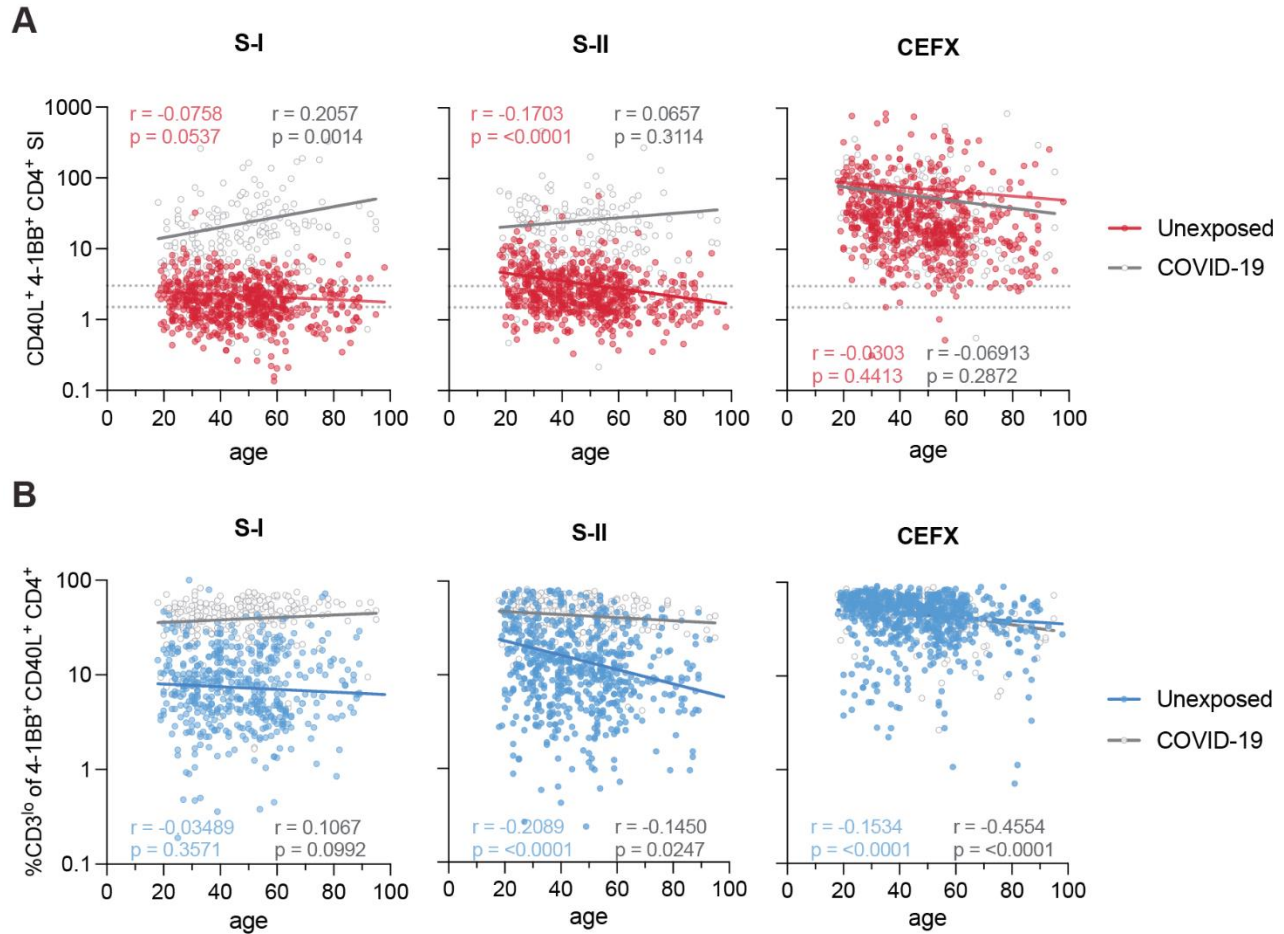 A
S-I
S-II
CEFX
r = -0.0758
p = 0.0537
r = 0.2057
p = 0.0014
r = -0.1703
p = <0.0001
r = 0.0657
p = 0.3114
r = -0.0303
p = 0.4413
r = -0.06913
p = 0.2872
CD40L⁺ 4-1BB⁺ CD4⁺ SI
1000
100
10
1
0.1
0 20 40 60 80 100
0 20 40 60 80 100
0 20 40 60 80 100
age
age
age
Unexposed
COVID-19
B
S-I
S-II
CEFX
%CD3ˡᵒ of 4-1BB⁺ CD40L⁺ CD4⁺
100
10
1
0.1
r = -0.03489
p = 0.3571
r = 0.1067
p = 0.0992
r = -0.2089
p = <0.0001
r = -0.1450
p = 0.0247
r = -0.1534
p = <0.0001
r = -0.4554
p = <0.0001
0 20 40 60 80 100
0 20 40 60 80 100
0 20 40 60 80 100
age
age
age
Unexposed
COVID-19